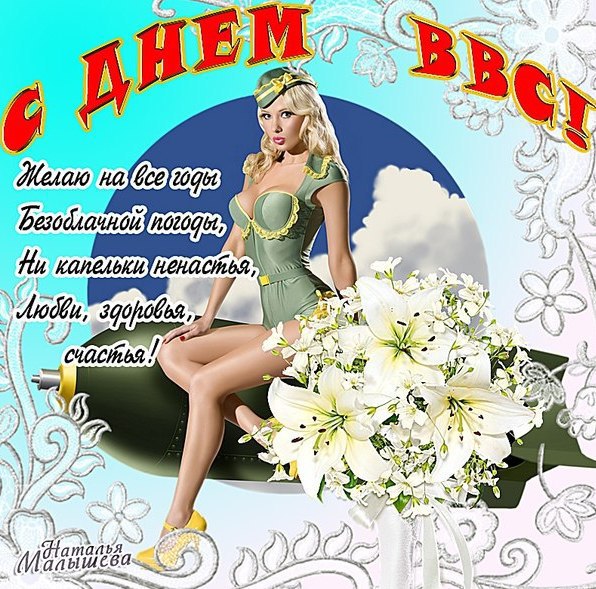 С ДНЕМ ВВС!
Желаю на все годы
Безоблачной погоды,
Ни капельки ненастья,
Любви, здоровья,
счастья!
Наталья
Малышева